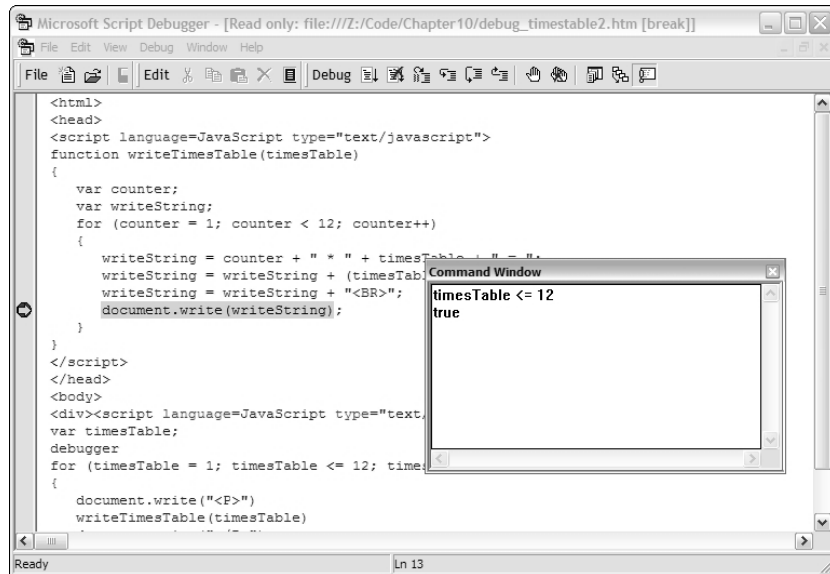 Microsoft Script Debugger - [Read only: file:///Z:/Code/Chapter10/debug_timestable2.htm [break]]
File Edit View Debug Window Help
File Edit Debug
<html>
<head>
<script language=JavaScript type="text/javascript">
function writeTimesTable(timesTable)
{
var counter;
var writeString;
for (counter = 1; counter < 12; counter++)
{
writeString = counter + " * " + timesTable + " = ";
writeString = writeString + (timesTabl
writeString = writeString + "<BR>";
document.write(writeString);
}
}
</script>
</head>
<body>
<div><script language=JavaScript type="text/
var timesTable;
debugger
for (timesTable = 1; timesTable <= 12; times
{
document.write("<P>")
writeTimesTable(timesTable)
Command Window
timesTable <= 12
true
Ready
Ln 13